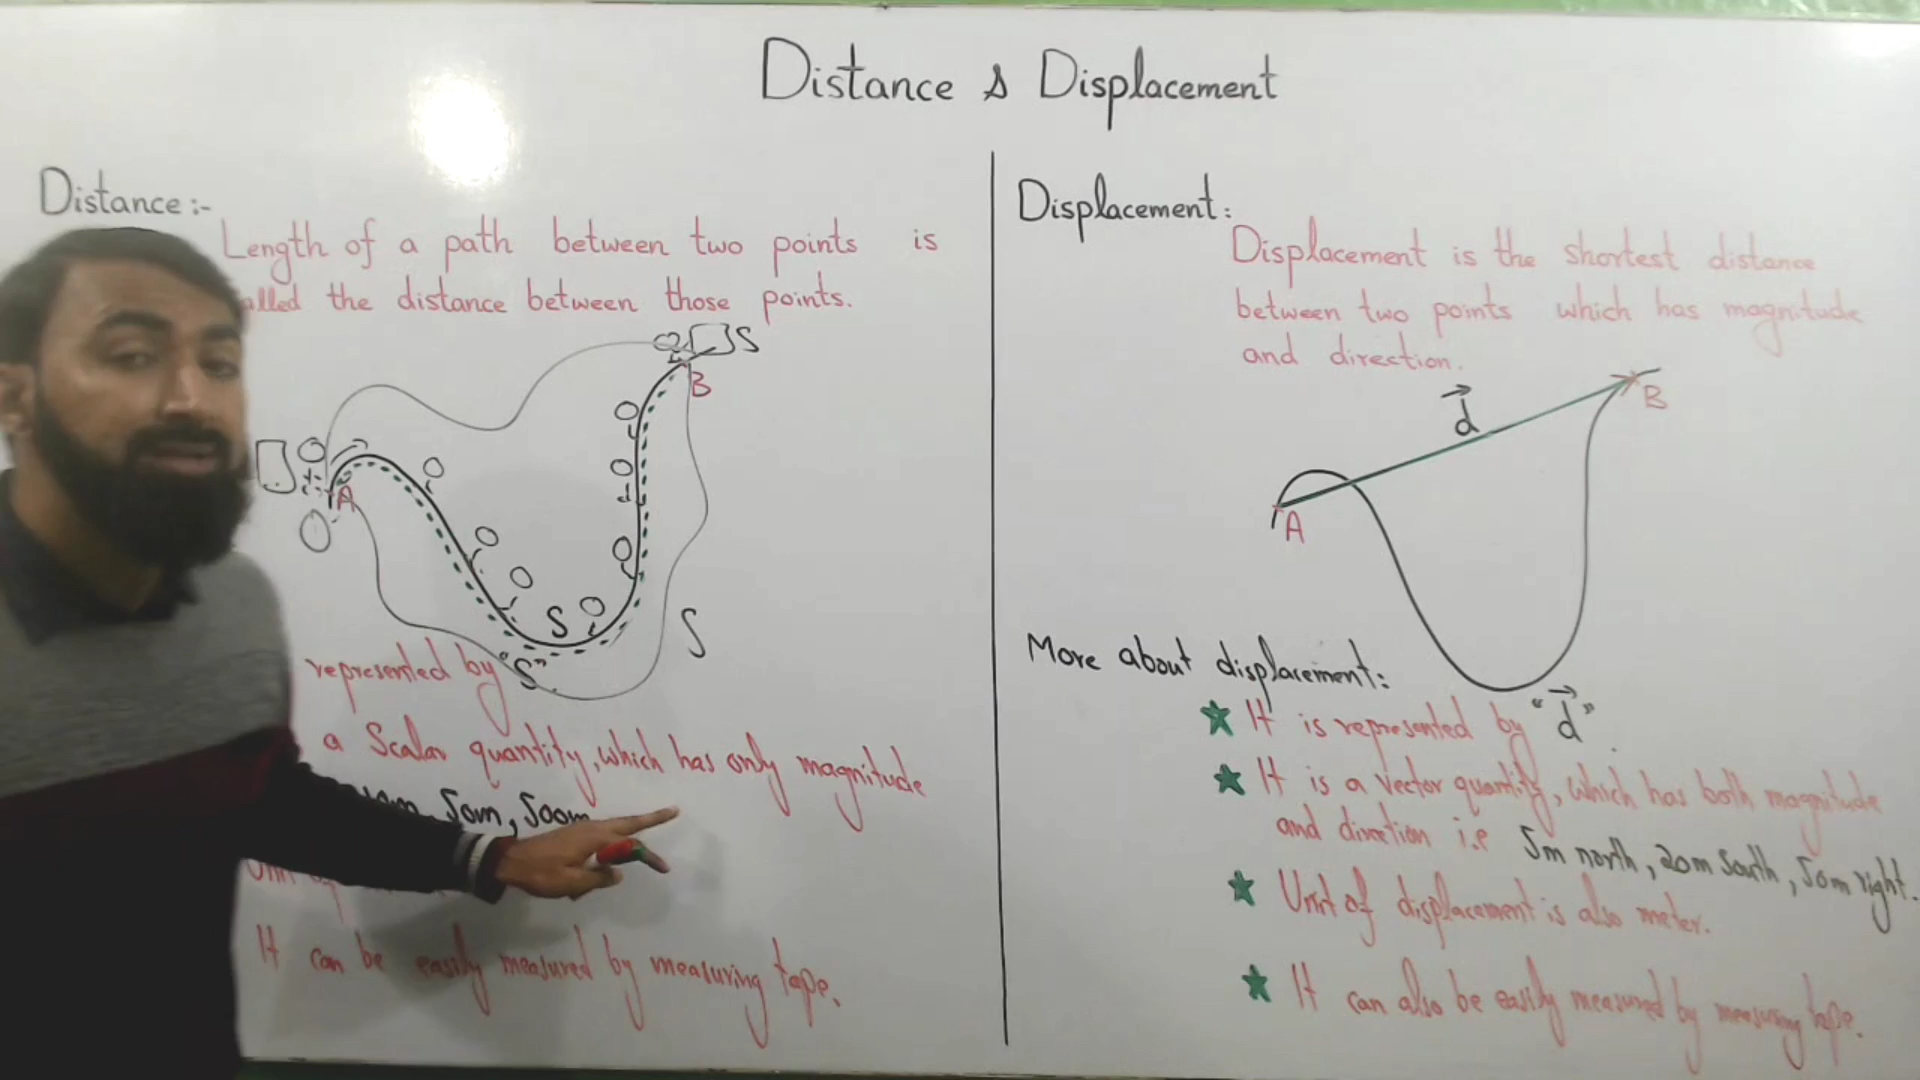 Distance & Displacement
Distance :-
Length of a path between two points is
called the distance between those points.
S
B
A
S
S
represented by "S".
a Scalar quantity, which has only magnitude
50m, 500m
It can be easily measured by measuring tape.
Displacement:
Displacement is the shortest distance
between two points which has magnitude
and direction.
d
B
A
More about displacement:
It is represented by "d".
It is a vector quantity, which has both magnitude
and direction i.e 5m north, 20m South, 50m right.
Unit of displacement is also meter.
It can also be easily measured by measuring tape.